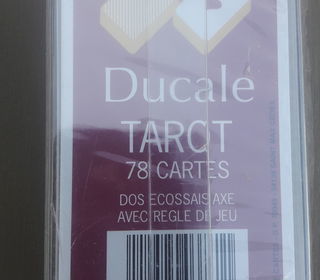 Ducale
TAROT
78 CARTES
DOS ECOSSAIS AXE
AVEC REGLE DE JEU